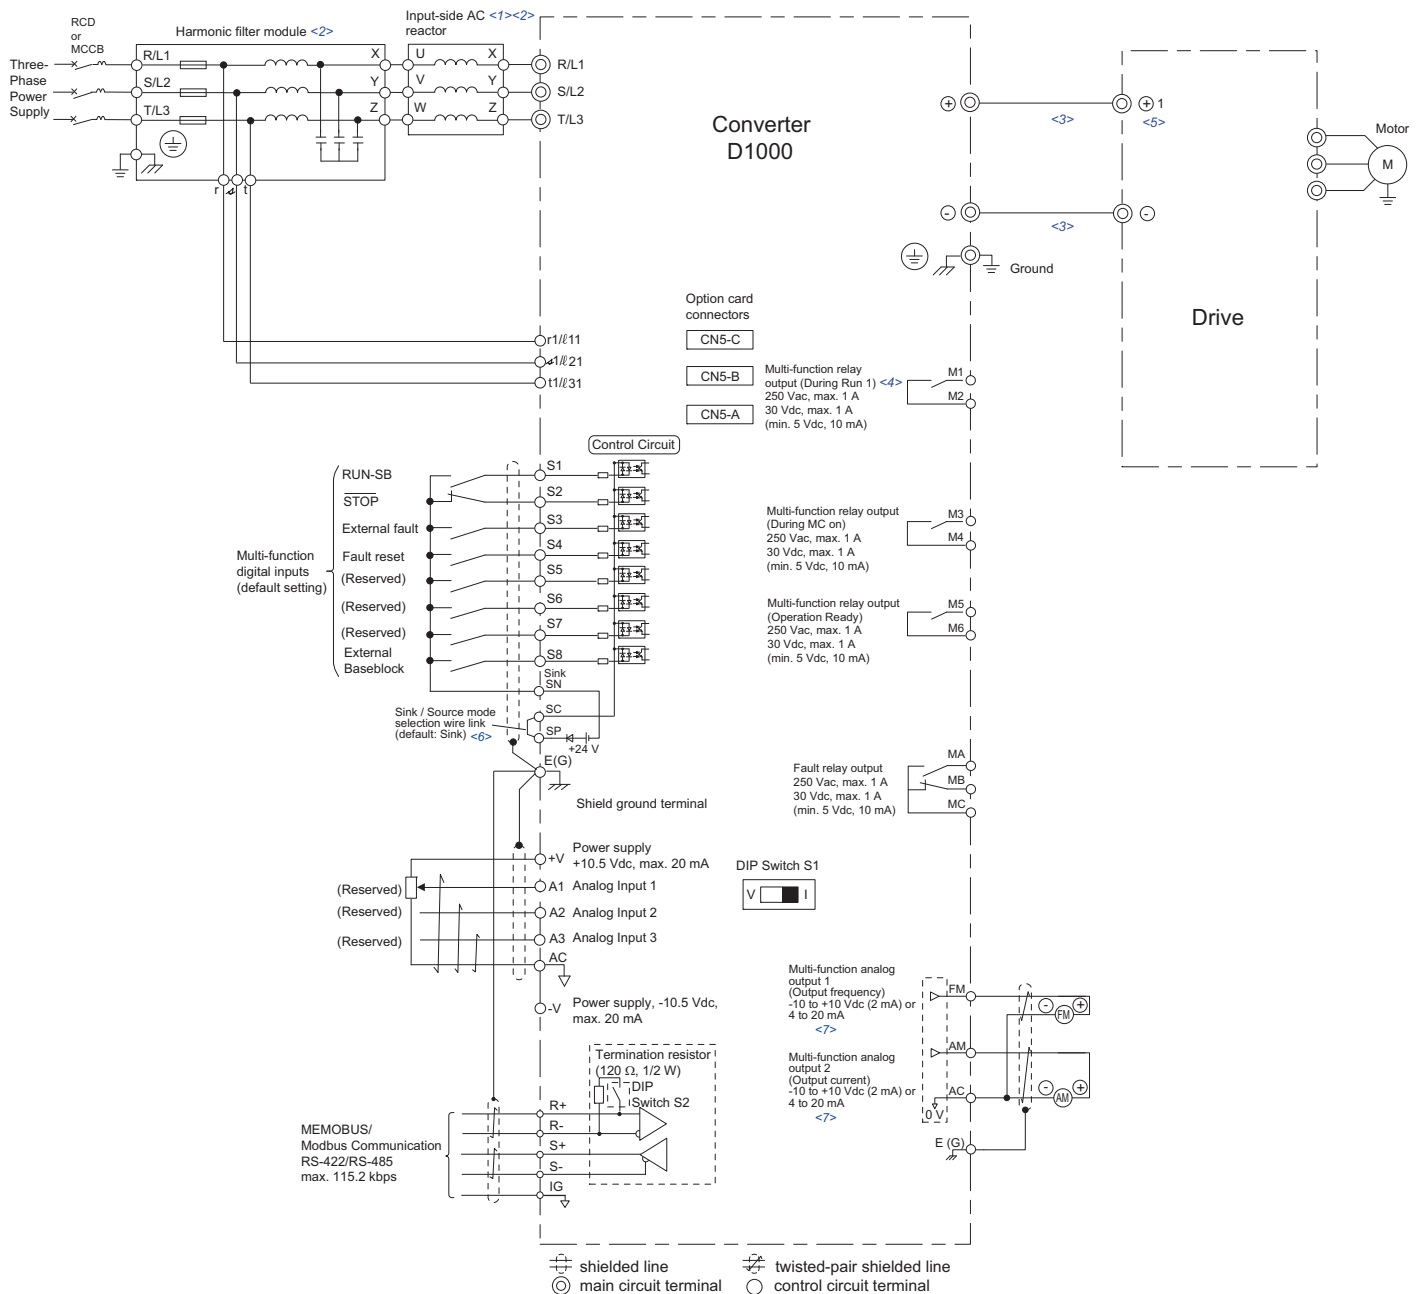 RCD
or
MCCB
Harmonic filter module <2>
Input-side AC <1><2>
reactor
Three-
Phase
Power
Supply
R/L1
S/L2
T/L3
X
Y
Z
U
V
W
X
Y
Z
R/L1
S/L2
T/L3
r
t
Converter
D1000
+
<3>
+ 1
<5>
-
<3>
-
Motor
M
Ground
Drive
r1/ℓ11
1/ℓ21
t1/ℓ31
Option card
connectors
CN5-C
CN5-B
CN5-A
Multi-function relay
output (During Run 1) <4>
250 Vac, max. 1 A
30 Vdc, max. 1 A
(min. 5 Vdc, 10 mA)
M1
M2
Control Circuit
Multi-function
digital inputs
(default setting)
RUN-SB
STOP
External fault
Fault reset
(Reserved)
(Reserved)
(Reserved)
External
Baseblock
S1
S2
S3
S4
S5
S6
S7
S8
Sink
SN
SC
SP
+24 V
Sink / Source mode
selection wire link
(default: Sink) <6>
E(G)
Shield ground terminal
Multi-function relay output
(During MC on)
250 Vac, max. 1 A
30 Vdc, max. 1 A
(min. 5 Vdc, 10 mA)
M3
M4
Multi-function relay output
(Operation Ready)
250 Vac, max. 1 A
30 Vdc, max. 1 A
(min. 5 Vdc, 10 mA)
M5
M6
Fault relay output
250 Vac, max. 1 A
30 Vdc, max. 1 A
(min. 5 Vdc, 10 mA)
MA
MB
MC
+V
Power supply
+10.5 Vdc, max. 20 mA
(Reserved)
A1 Analog Input 1
(Reserved)
A2 Analog Input 2
(Reserved)
A3 Analog Input 3
AC
-V
Power supply, -10.5 Vdc,
max. 20 mA
DIP Switch S1
V I
Multi-function analog
output 1
(Output frequency)
-10 to +10 Vdc (2 mA) or
4 to 20 mA
<7>
Multi-function analog
output 2
(Output current)
-10 to +10 Vdc (2 mA) or
4 to 20 mA
<7>
FM
AM
AC
0 V
E (G)
- +
FM
- +
AM
Termination resistor
(120 Ω, 1/2 W)
DIP
Switch S2
MEMOBUS/
Modbus Communication
RS-422/RS-485
max. 115.2 kbps
R+
R-
S+
S-
IG
shielded line
twisted-pair shielded line
main circuit terminal
control circuit terminal